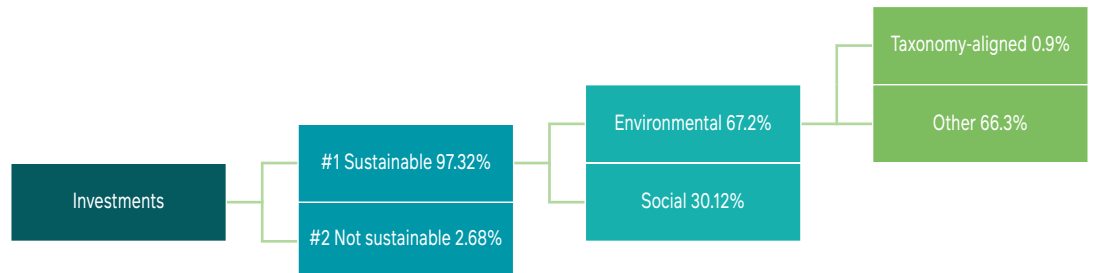 Investments
#1 Sustainable 97.32%
#2 Not sustainable 2.68%
Environmental 67.2%
Social 30.12%
Taxonomy-aligned 0.9%
Other 66.3%